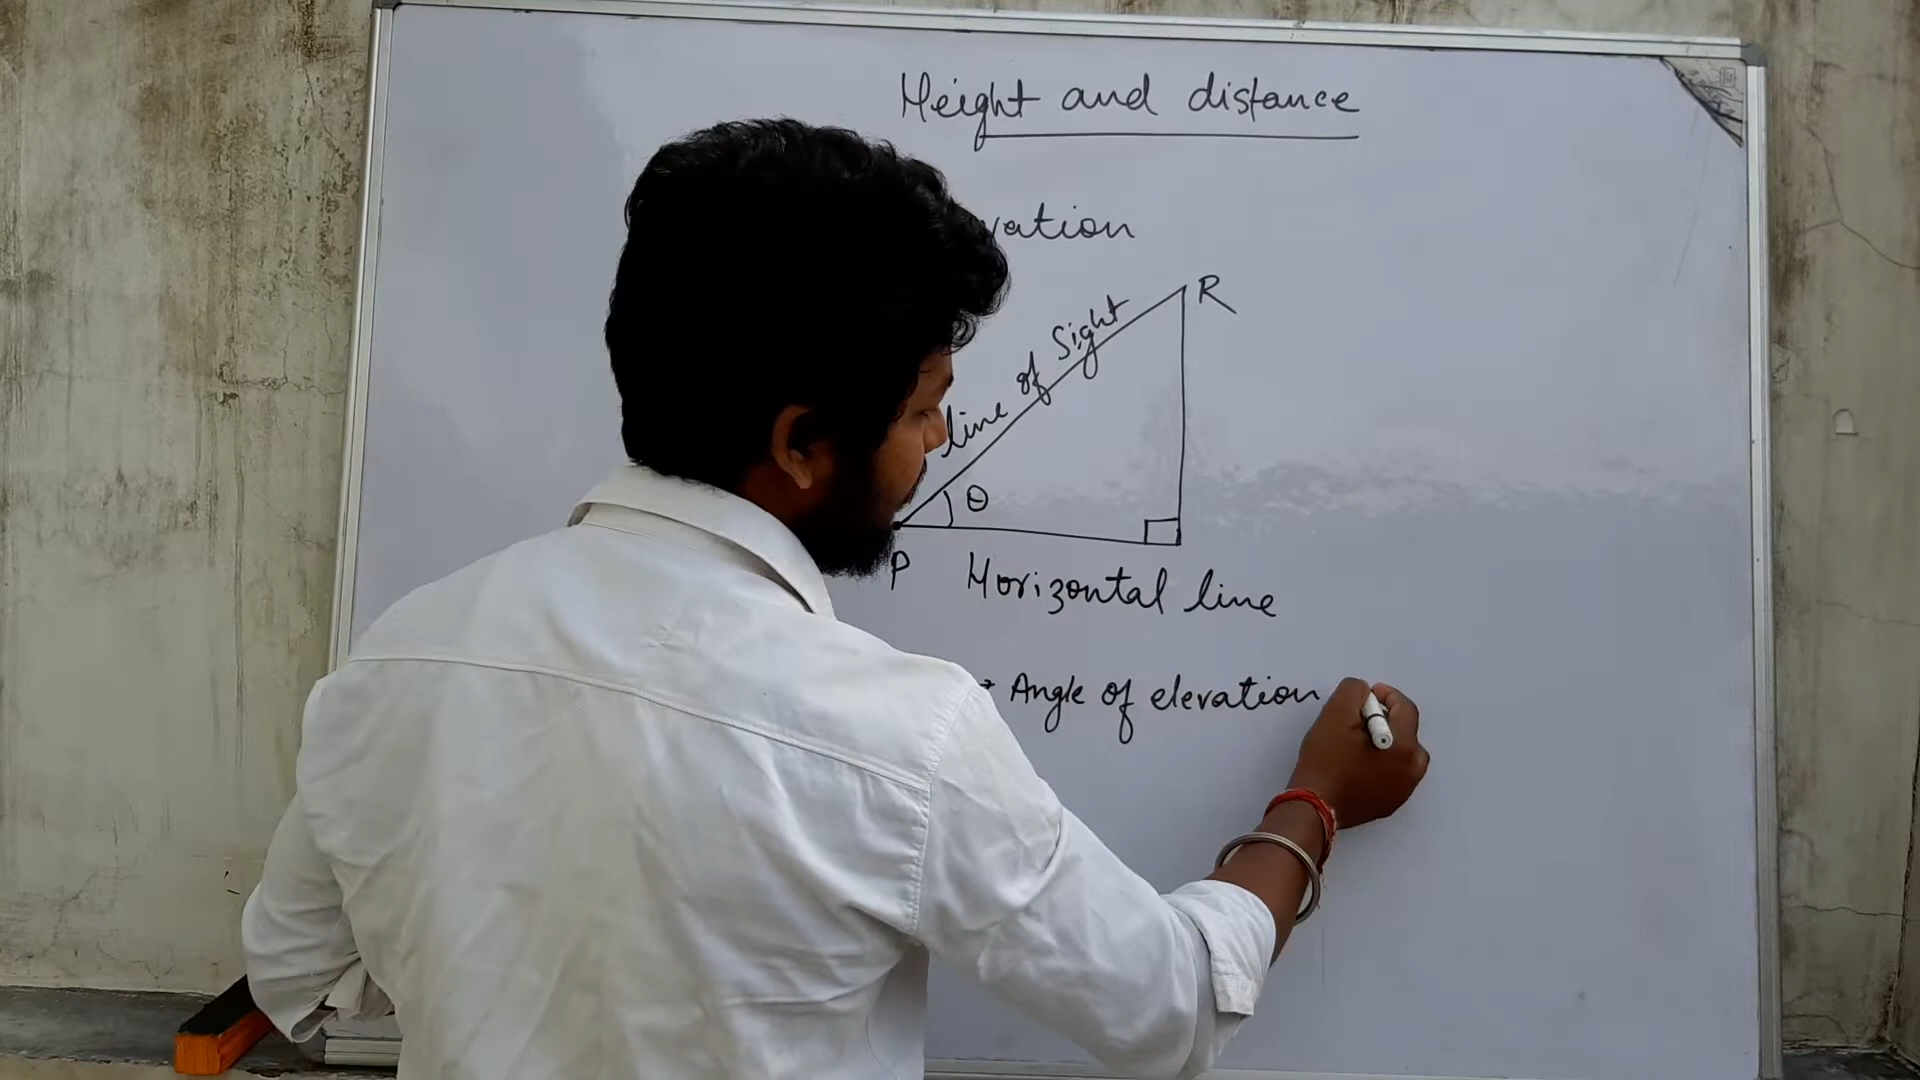 Height and distance
vation
R
line of Sight
θ
P
Horizontal line
Angle of elevation